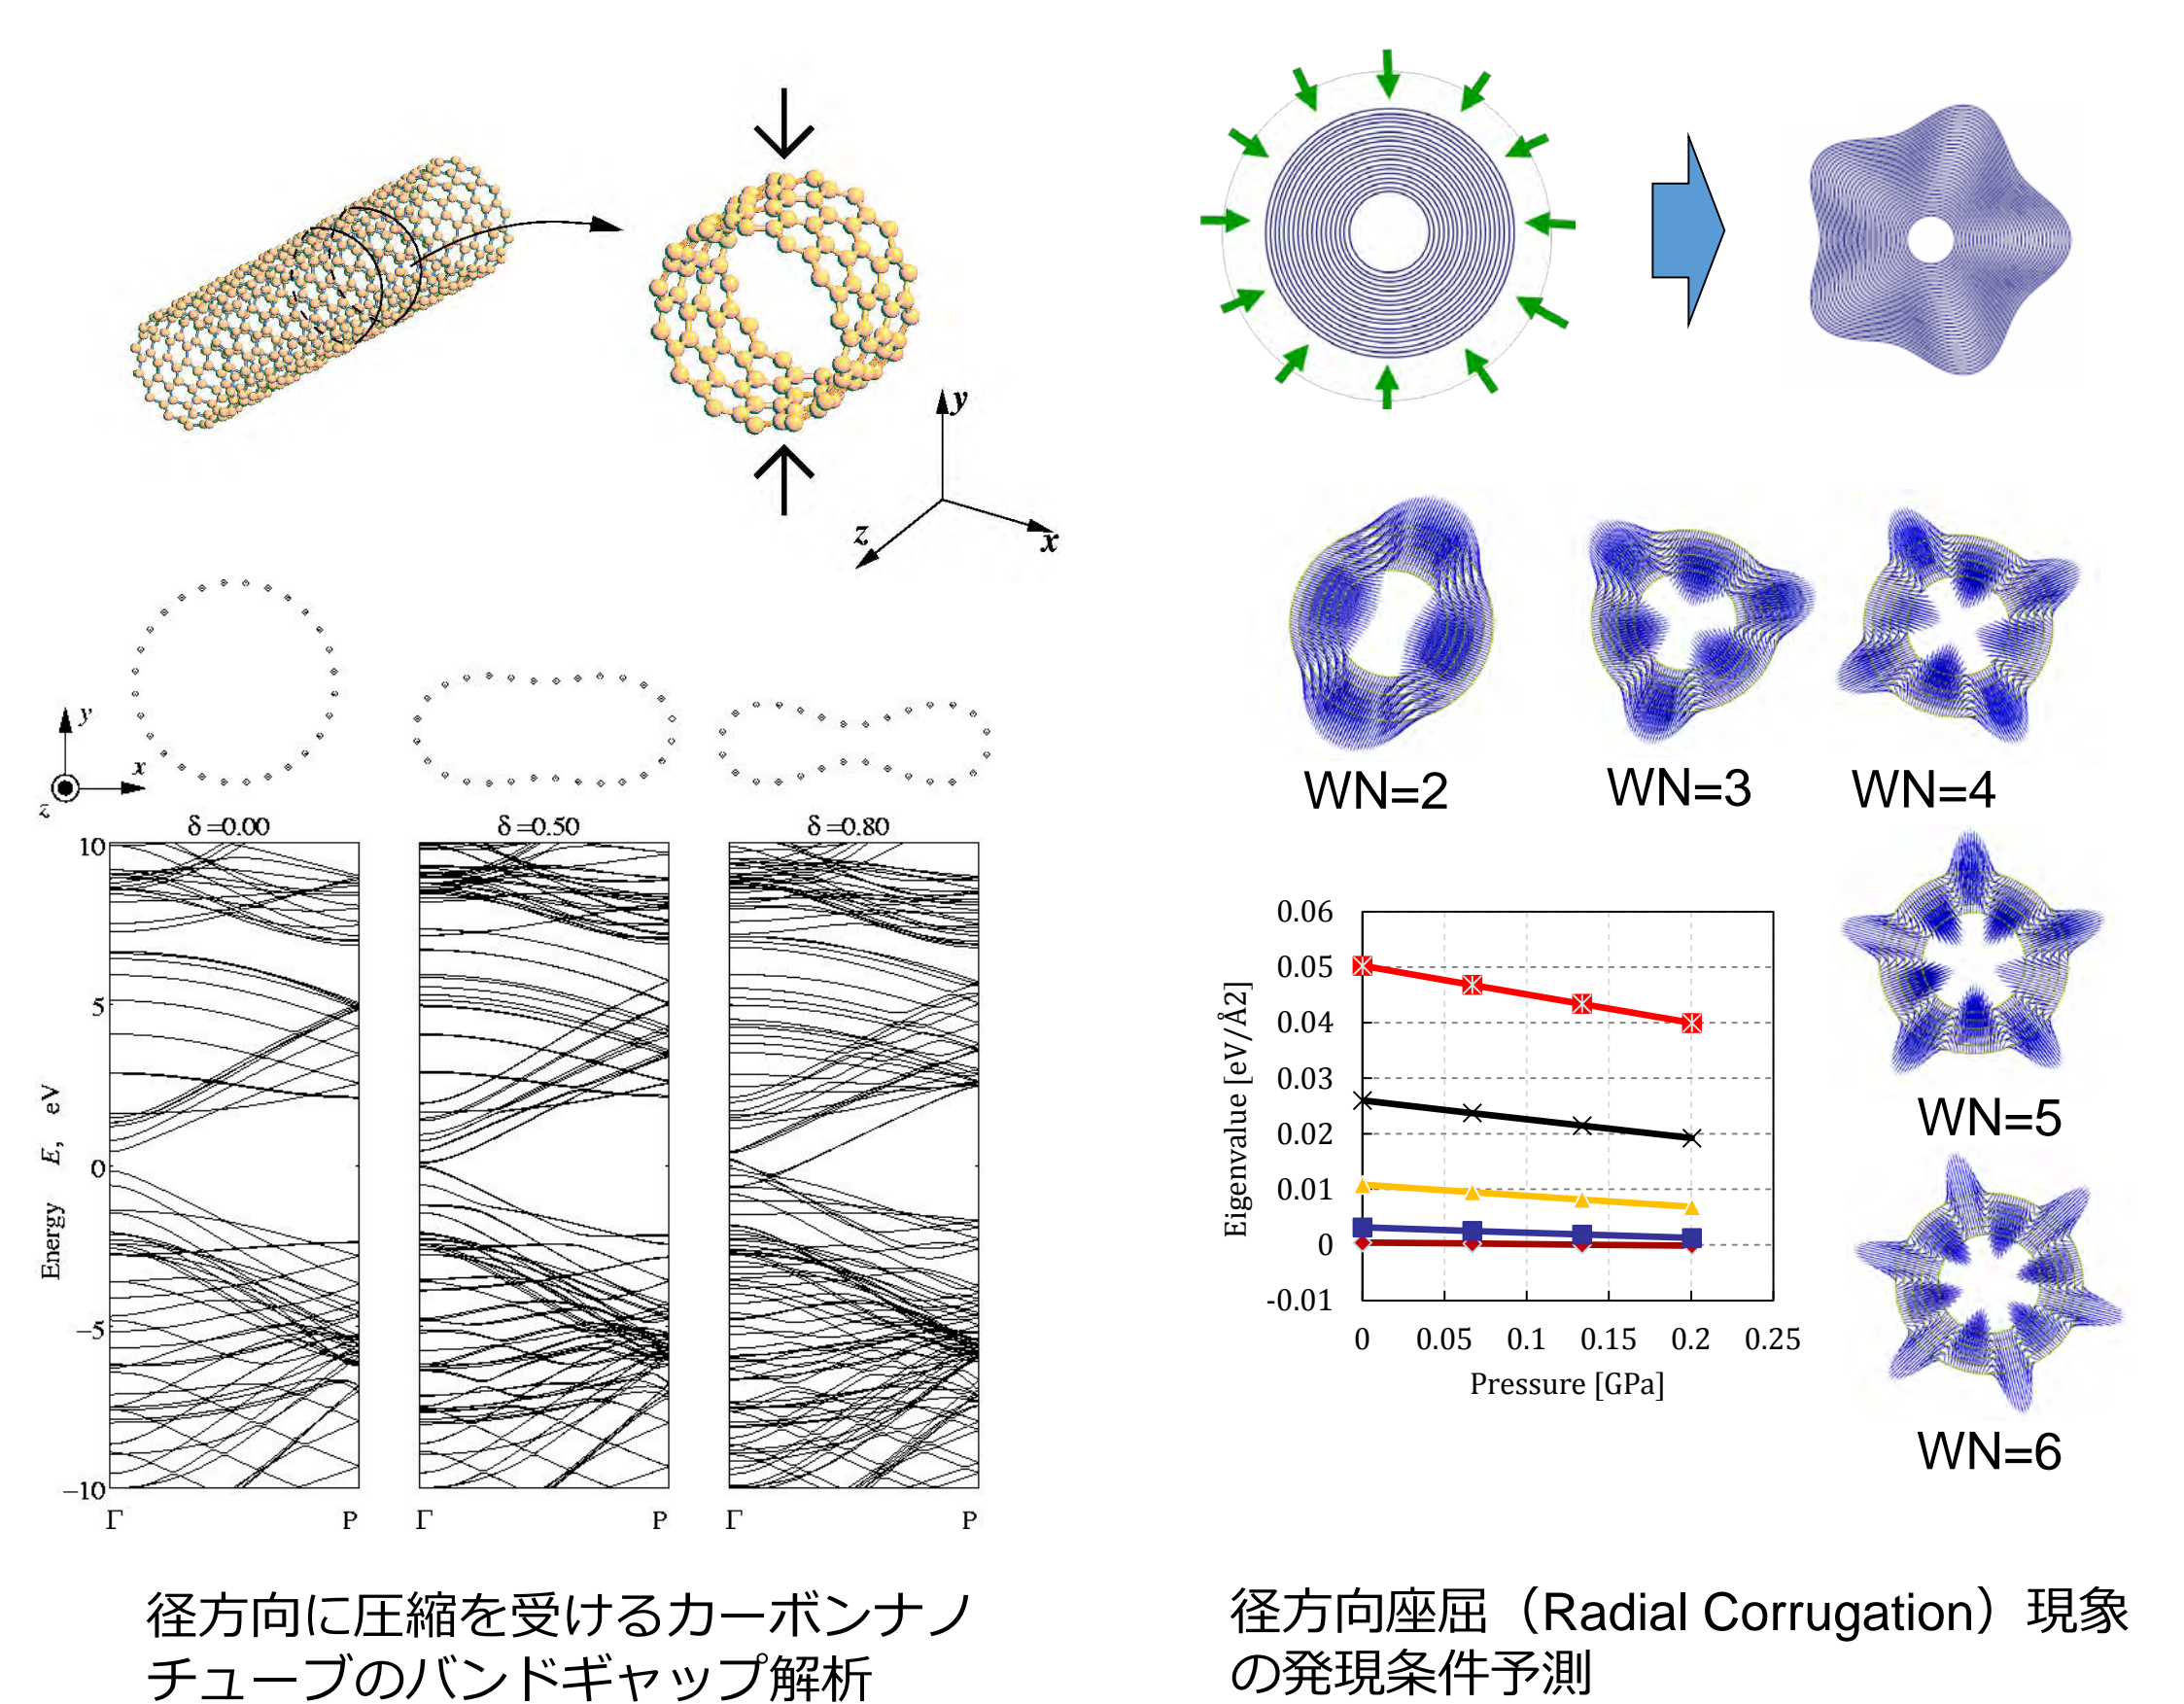 y
z
x
y
x
z
δ=0.00
δ=0.50
δ=0.80
10
5
0
−5
−10
Energy E, eV
Γ P
Γ P
Γ P
径方向に圧縮を受けるカーボンナノ
チューブのバンドギャップ解析
WN=2
WN=3
WN=4
WN=5
WN=6
0.06
0.05
0.04
0.03
0.02
0.01
0
-0.01
Eigenvalue [eV/Å2]
0 0.05 0.1 0.15 0.2 0.25
Pressure [GPa]
径方向座屈（Radial Corrugation）現象
の発現条件予測